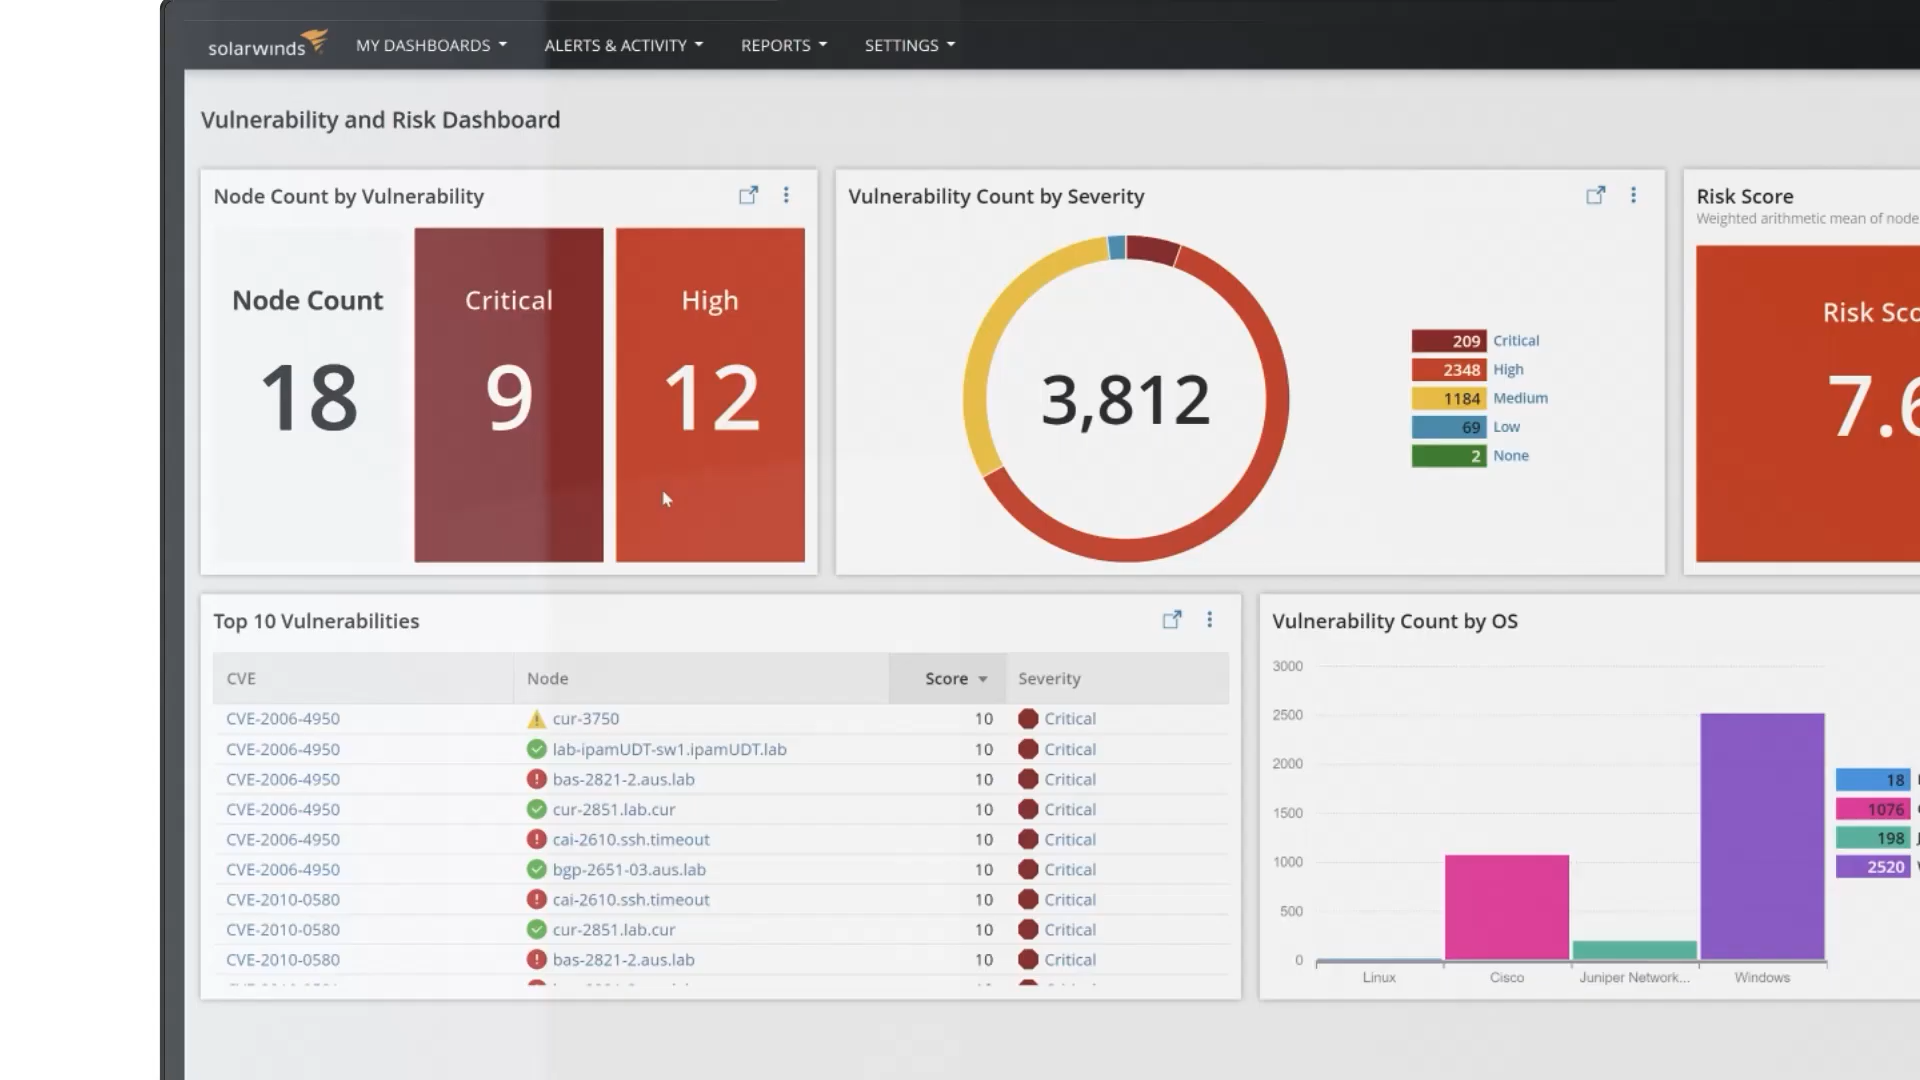 solarwinds
MY DASHBOARDS
ALERTS & ACTIVITY
REPORTS
SETTINGS
Vulnerability and Risk Dashboard
Node Count by Vulnerability
Node Count
18
Critical
9
High
12
Vulnerability Count by Severity
3,812
209 Critical
2348 High
1184 Medium
69 Low
2 None
Risk Score
Weighted arithmetic mean of node
Risk Sco
7.6
Top 10 Vulnerabilities
CVE Node Score Severity
CVE-2006-4950 cur-3750 10 Critical
CVE-2006-4950 lab-ipamUDT-sw1.ipamUDT.lab 10 Critical
CVE-2006-4950 bas-2821-2.aus.lab 10 Critical
CVE-2006-4950 cur-2851.lab.cur 10 Critical
CVE-2006-4950 cai-2610.ssh.timeout 10 Critical
CVE-2006-4950 bgp-2651-03.aus.lab 10 Critical
CVE-2010-0580 cai-2610.ssh.timeout 10 Critical
CVE-2010-0580 cur-2851.lab.cur 10 Critical
CVE-2010-0580 bas-2821-2.aus.lab 10 Critical
Vulnerability Count by OS
3000
2500
2000
1500
1000
500
0
Linux
Cisco
Juniper Network...
Windows
18
1076
198
2520